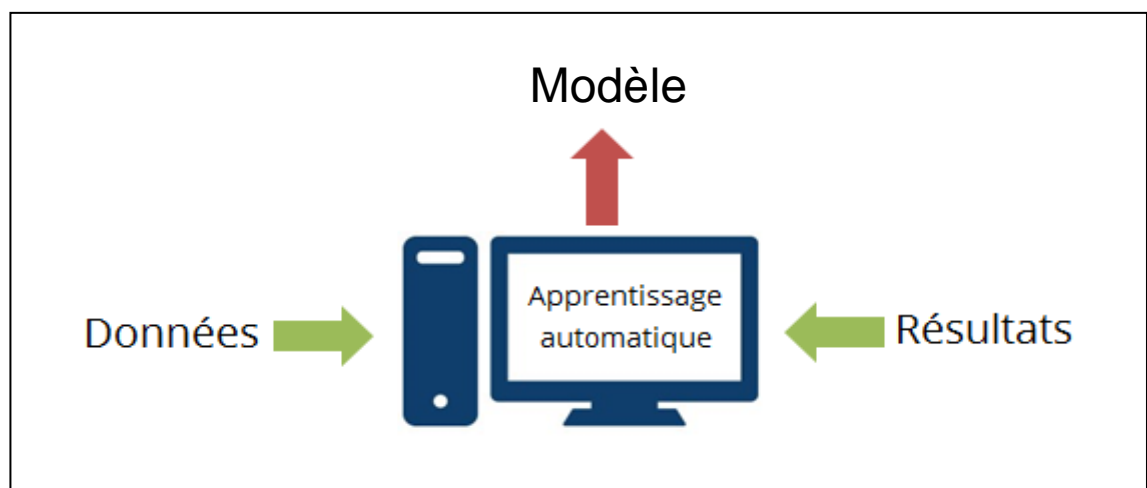 Modèle
Apprentissage
automatique
Données
Résultats